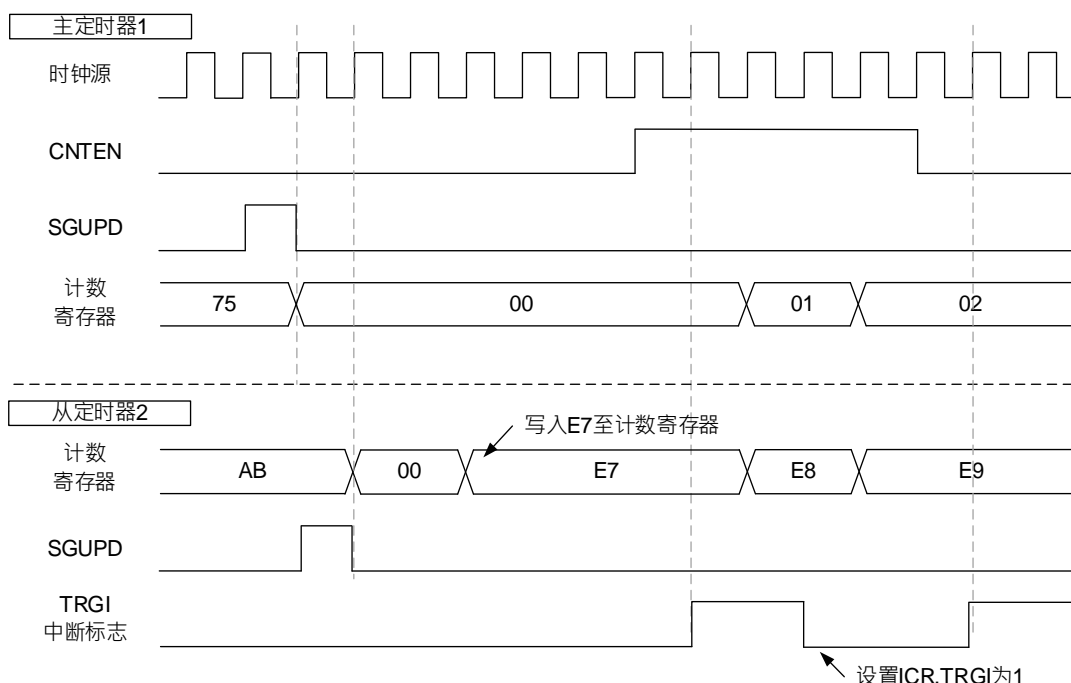 主定时器1
时钟源
CNTEN
SGUPD
计数
寄存器
75
00
01
02
从定时器2
写入E7至计数寄存器
计数
寄存器
AB
00
E7
E8
E9
SGUPD
TRGI
中断标志
设置ICR.TRGI为1